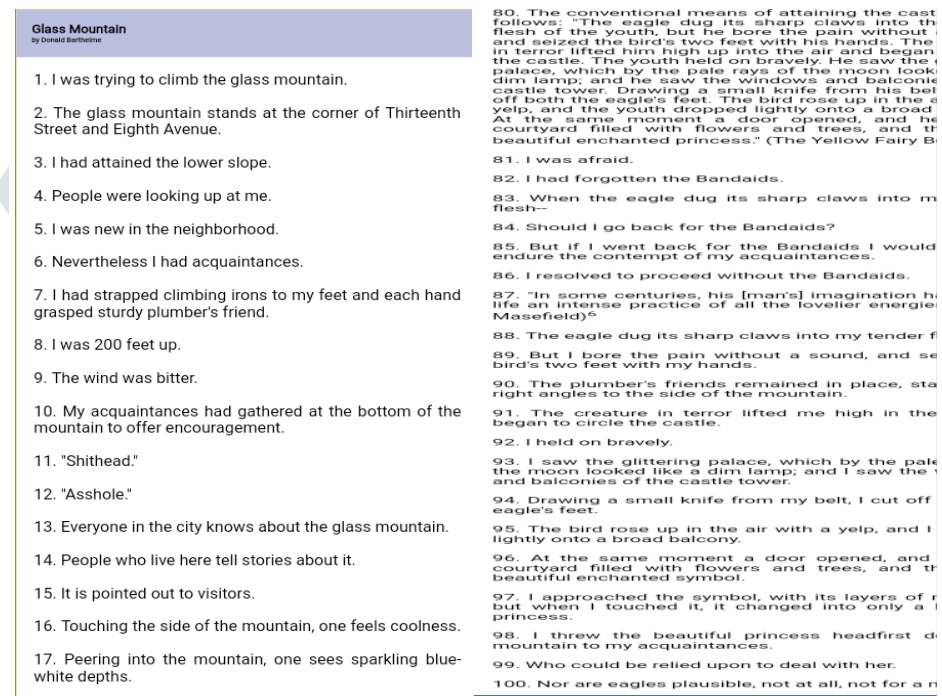 Glass Mountain
by Donald Barthelme
1. I was trying to climb the glass mountain.
2. The glass mountain stands at the corner of Thirteenth
Street and Eighth Avenue.
3. I had attained the lower slope.
4. People were looking up at me.
5. I was new in the neighborhood.
6. Nevertheless I had acquaintances.
7. I had strapped climbing irons to my feet and each hand
grasped sturdy plumber's friend.
8. I was 200 feet up.
9. The wind was bitter.
10. My acquaintances had gathered at the bottom of the
mountain to offer encouragement.
11. "Shithead."
12. "Asshole."
13. Everyone in the city knows about the glass mountain.
14. People who live here tell stories about it.
15. It is pointed out to visitors.
16. Touching the side of the mountain, one feels coolness.
17. Peering into the mountain, one sees sparkling blue-
white depths.
80. The conventional means of attaining the cast
follows: "The eagle dug its sharp claws into th
flesh of the youth, but he bore the pain without
and seized the bird's two feet with his hands. The
in terror lifted him high up into the air and began
the castle. The youth held on bravely. He saw the
palace, which by the pale rays of the moon look
dim lamp; and he saw the windows and balconie
castle tower. Drawing a small knife from his bel
off both the eagle's feet. The bird rose up in the a
yelp, and the youth dropped lightly onto a broad
At the same moment a door opened, and he
courtyard filled with flowers and trees, and th
beautiful enchanted princess." (The Yellow Fairy B
81. I was afraid.
82. I had forgotten the Bandaids.
83. When the eagle dug its sharp claws into m
flesh--
84. Should I go back for the Bandaids?
85. But if I went back for the Bandaids I would
endure the contempt of my acquaintances.
86. I resolved to proceed without the Bandaids.
87. "In some centuries, his [man's] imagination ha
life an intense practice of all the lovelier energie
Masefield)⁶
88. The eagle dug its sharp claws into my tender f
89. But I bore the pain without a sound, and se
bird's two feet with my hands.
90. The plumber's friends remained in place, sta
right angles to the side of the mountain.
91. The creature in terror lifted me high in the
began to circle the castle.
92. I held on bravely.
93. I saw the glittering palace, which by the pale
the moon looked like a dim lamp; and I saw the
and balconies of the castle tower.
94. Drawing a small knife from my belt, I cut off
eagle's feet.
95. The bird rose up in the air with a yelp, and I
lightly onto a broad balcony.
96. At the same moment a door opened, and
courtyard filled with flowers and trees, and th
beautiful enchanted symbol.
97. I approached the symbol, with its layers of
but when I touched it, it changed into only a
princess.
98. I threw the beautiful princess headfirst d
mountain to my acquaintances.
99. Who could be relied upon to deal with her.
100. Nor are eagles plausible, not at all, not for a m